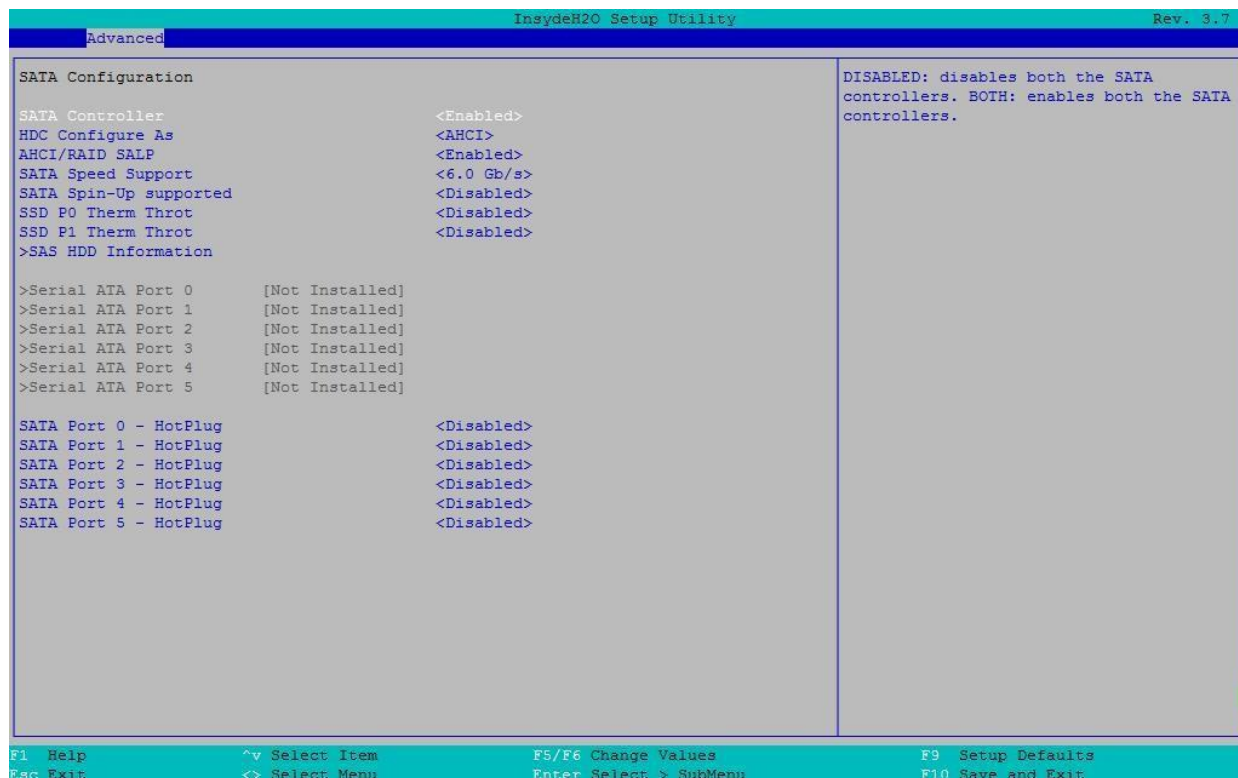 InsydeH2O Setup Utility Rev. 3.7
Advanced
SATA Configuration
SATA Controller <Enabled>
HDC Configure As <AHCI>
AHCI/RAID SALP <Enabled>
SATA Speed Support <6.0 Gb/s>
SATA Spin-Up supported <Disabled>
SSD P0 Therm Throt <Disabled>
SSD P1 Therm Throt <Disabled>
>SAS HDD Information
>Serial ATA Port 0 [Not Installed]
>Serial ATA Port 1 [Not Installed]
>Serial ATA Port 2 [Not Installed]
>Serial ATA Port 3 [Not Installed]
>Serial ATA Port 4 [Not Installed]
>Serial ATA Port 5 [Not Installed]
SATA Port 0 - HotPlug <Disabled>
SATA Port 1 - HotPlug <Disabled>
SATA Port 2 - HotPlug <Disabled>
SATA Port 3 - HotPlug <Disabled>
SATA Port 4 - HotPlug <Disabled>
SATA Port 5 - HotPlug <Disabled>
DISABLED: disables both the SATA
controllers. BOTH: enables both the SATA
controllers.
F1 Help ^v Select Item F5/F6 Change Values F9 Setup Defaults
Esc Exit <> Select Menu Enter Select > SubMenu F10 Save and Exit